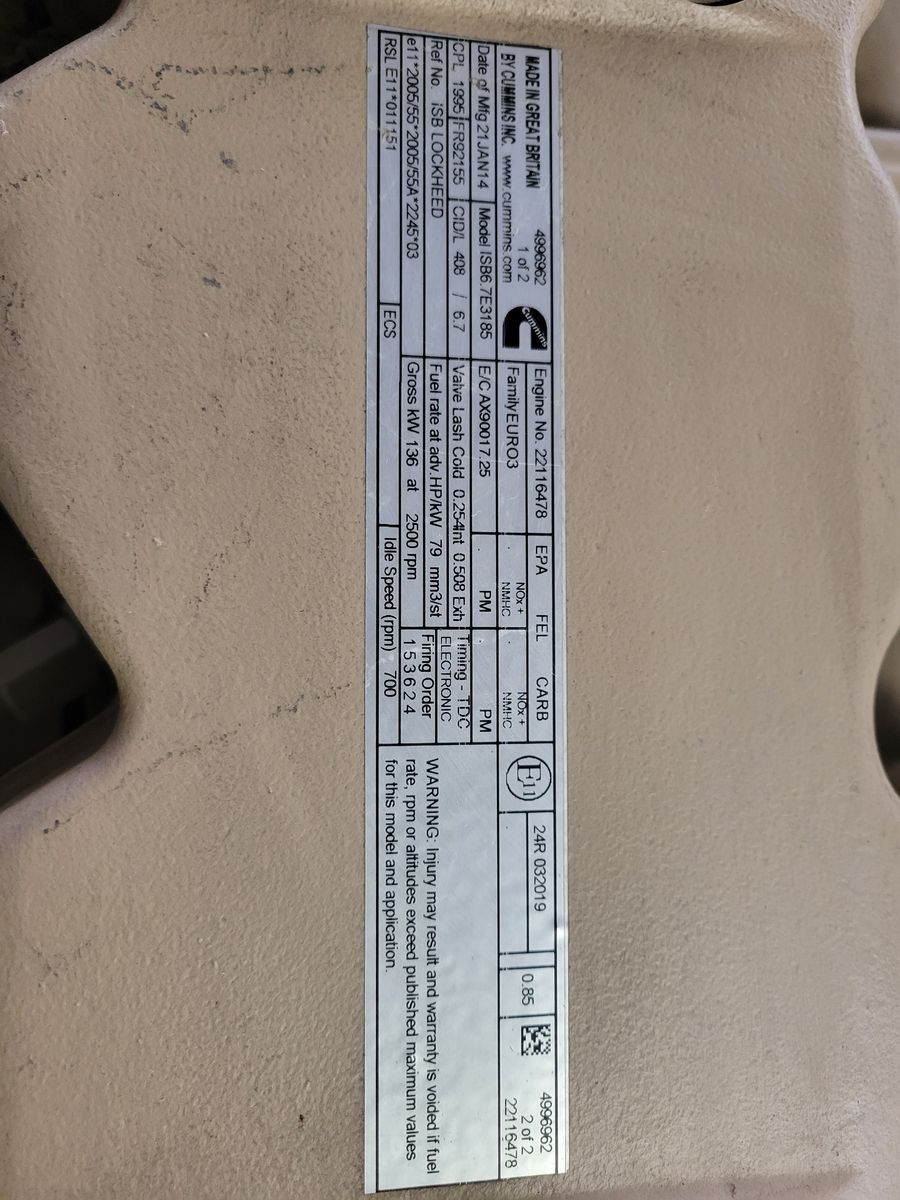 MADE IN GREAT BRITAIN 4996962
BY CUMMINS INC. www.cummins.com 1 of 2
cummins
Date of Mfg 21JAN14 Model ISB6.7E3185
CPL 1995 FR92155 CID/L 408 / 6.7
Ref No. iSB LOCKHEED
e11*2005/55*2005/55A*2245*03
RSL E11*011151 ECS
Engine No. 22116478 EPA FEL CARB
Family EURO3 NOx + NMHC NOx + NMHC
E/C AX90017.25 PM PM
Valve Lash Cold 0.254Int 0.508 Exh Timing - TDC
ELECTRONIC
Fuel rate at adv.HP/kW 79 mm3/st Firing Order
Gross kW 136 at 2500 rpm 1 5 3 6 2 4
Idle Speed (rpm) 700
E11 24R 032019 0.85 4996962
2 of 2
22116478
WARNING: Injury may result and warranty is voided if fuel
rate, rpm or altitudes exceed published maximum values
for this model and application.